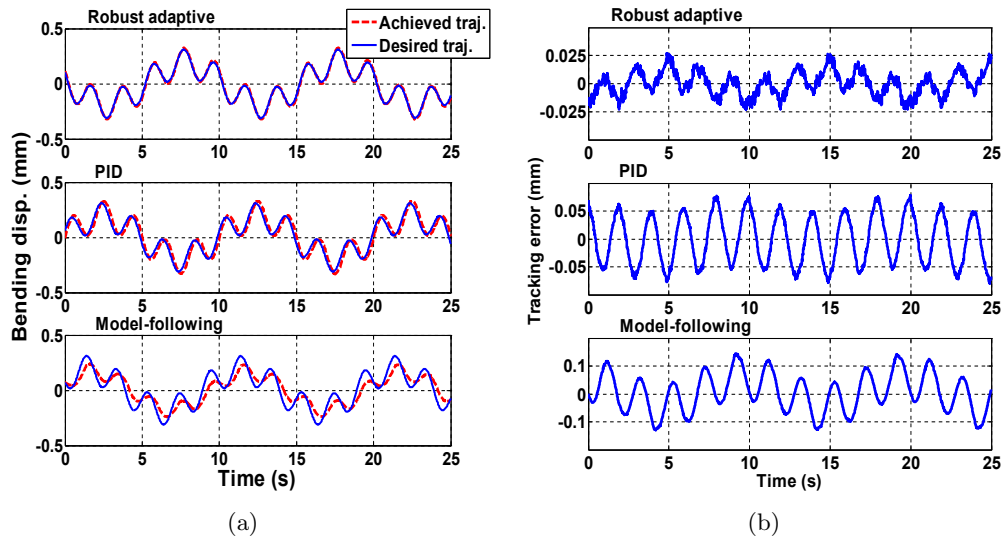 Robust adaptive
Achieved traj.
Desired traj.
0.5
0
-0.5
0 5 10 15 20 25
PID
0.5
0
-0.5
0 5 10 15 20 25
Model-following
0.5
0
-0.5
0 5 10 15 20 25
Bending disp. (mm)
Time (s)
(a)
Robust adaptive
0.025
0
-0.025
0 5 10 15 20 25
PID
0.05
0
-0.05
0 5 10 15 20 25
Model-following
0.1
0
-0.1
0 5 10 15 20 25
Tracking error (mm)
Time (s)
(b)